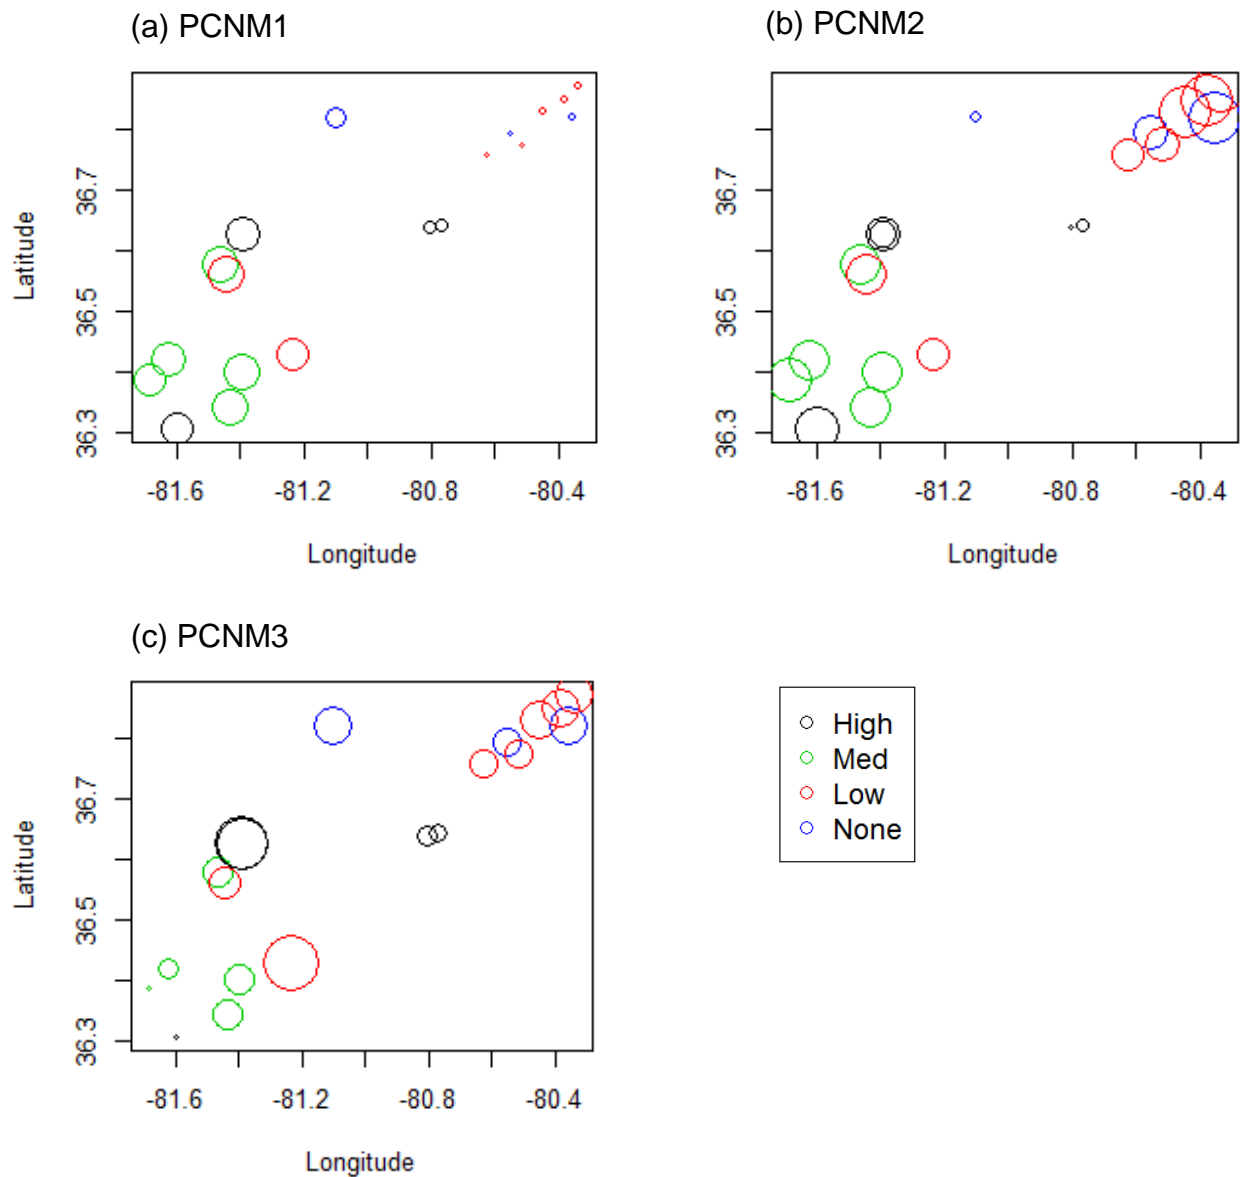 (a) PCNM1
(b) PCNM2
Latitude
36.7
36.5
36.3
-81.6 -81.2 -80.8 -80.4
Longitude
Latitude
36.7
36.5
36.3
-81.6 -81.2 -80.8 -80.4
Longitude
(c) PCNM3
Latitude
36.7
36.5
36.3
-81.6 -81.2 -80.8 -80.4
Longitude
High
Med
Low
None